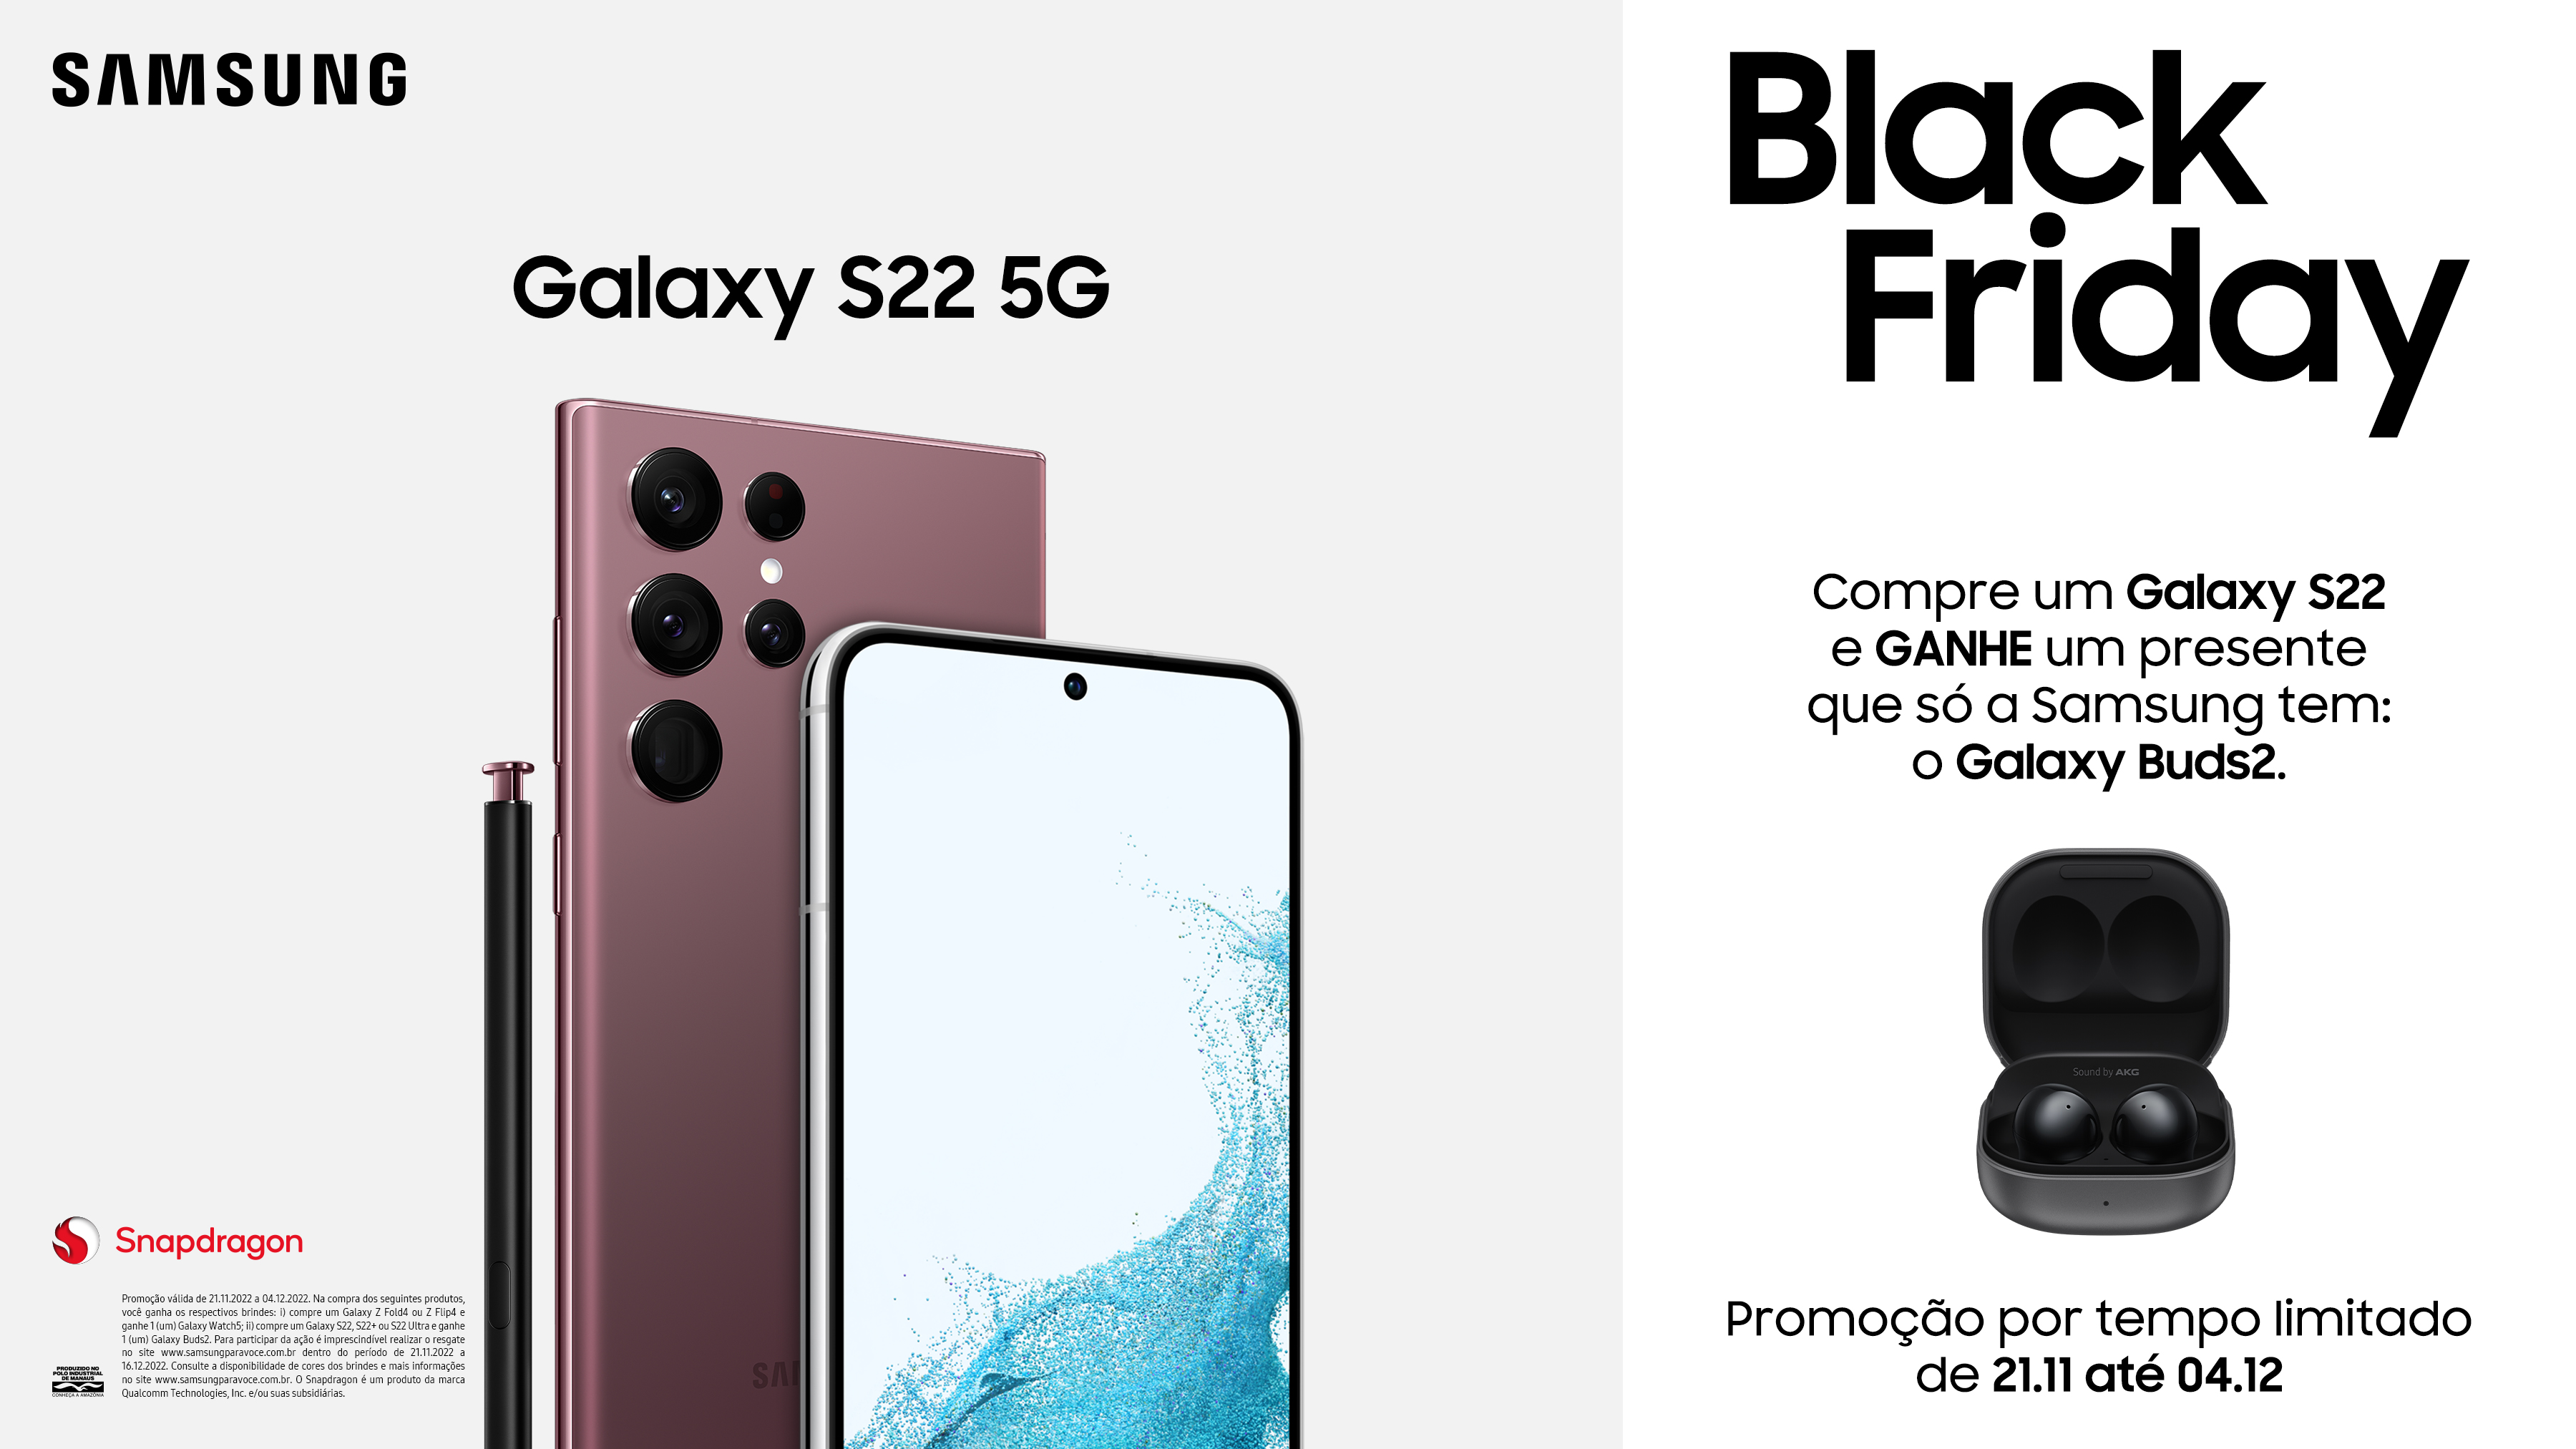 SAMSUNG
Galaxy S22 5G
SAM
Snapdragon
Promoção válida de 21.11.2022 a 04.12.2022. Na compra dos seguintes produtos,
você ganha os respectivos brindes: i) compre um Galaxy Z Fold4 ou Z Flip4 e
ganhe 1 (um) Galaxy Watch5; ii) compre um Galaxy S22, S22+ ou S22 Ultra e ganhe
1 (um) Galaxy Buds2. Para participar da ação é imprescindível realizar o resgate
no site www.samsungparavoce.com.br dentro do período de 21.11.2022 a
16.12.2022. Consulte a disponibilidade de cores dos brindes e mais informações
no site www.samsungparavoce.com.br. O Snapdragon é um produto da marca
Qualcomm Technologies, Inc. e/ou suas subsidiárias.
PRODUZIDO NO
POLO INDUSTRIAL
DE MANAUS
CONHEÇA A AMAZÔNIA
Black
Friday
Compre um Galaxy S22
e GANHE um presente
que só a Samsung tem:
o Galaxy Buds2.
Sound by AKG
Promoção por tempo limitado
de 21.11 até 04.12